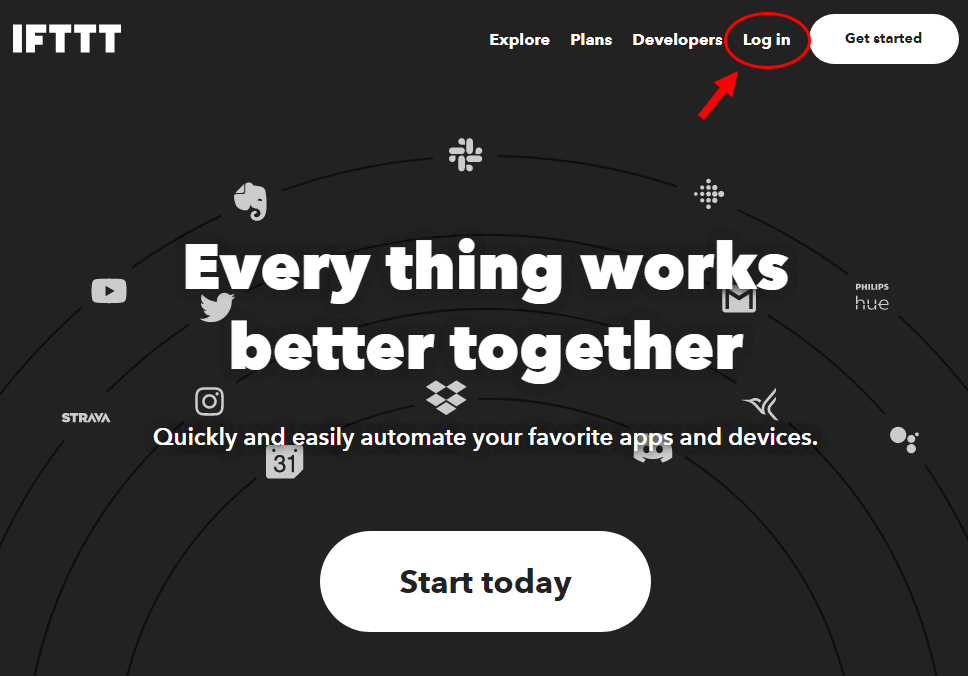 IFTTT
Explore Plans Developers Log in Get started
Every thing works
PHILIPS
hue
better together
STRAVA
Quickly and easily automate your favorite apps and devices.
31
Start today